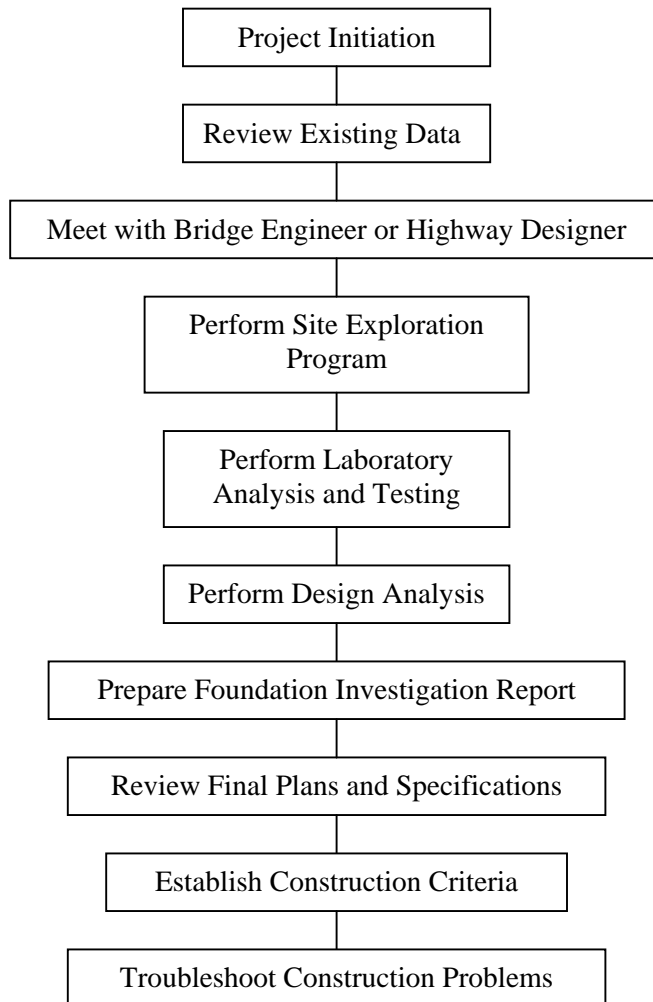 Project Initiation
Review Existing Data
Meet with Bridge Engineer or Highway Designer
Perform Site Exploration
Program
Perform Laboratory
Analysis and Testing
Perform Design Analysis
Prepare Foundation Investigation Report
Review Final Plans and Specifications
Establish Construction Criteria
Troubleshoot Construction Problems